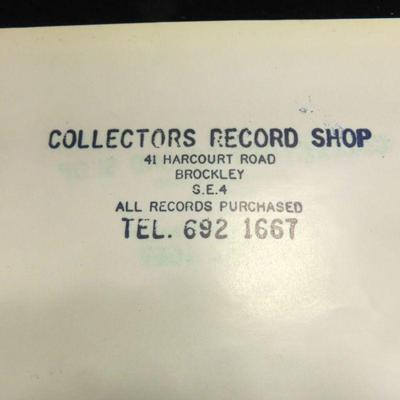 COLLECTORS RECORD SHOP
41 HARCOURT ROAD
BROCKLEY
S.E.4
ALL RECORDS PURCHASED
TEL. 692 1667